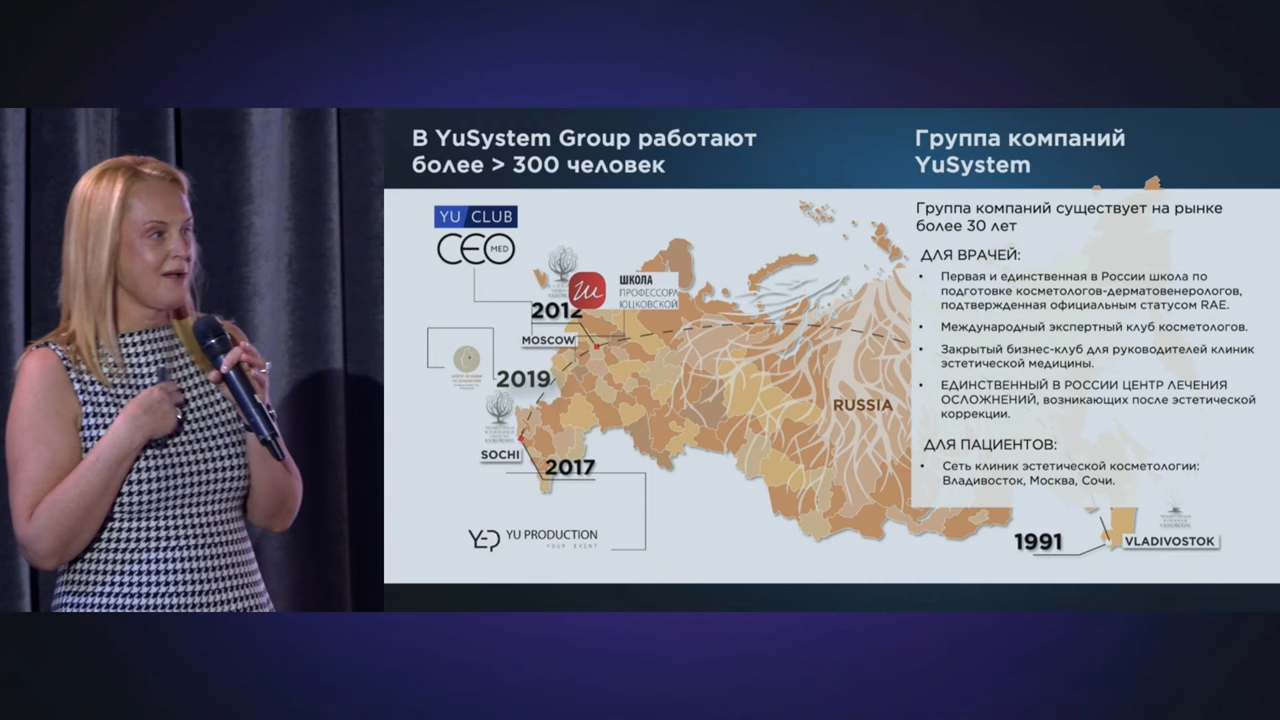 В YuSystem Group работают
более > 300 человек
Группа компаний
YuSystem
YU CLUB
CEO MED
ШКОЛА
ПРОФЕССОРА
ЮЦКОВСКОЙ
2012
MOSCOW
2019
SOCHI
2017
YEP YU PRODUCTION
YOUR EVENT
RUSSIA
Группа компаний существует на рынке
более 30 лет
ДЛЯ ВРАЧЕЙ:
• Первая и единственная в России школа по
подготовке косметологов-дерматовенерологов,
подтвержденная официальным статусом RAE.
• Международный экспертный клуб косметологов.
• Закрытый бизнес-клуб для руководителей клиник
эстетической медицины.
• ЕДИНСТВЕННЫЙ В РОССИИ ЦЕНТР ЛЕЧЕНИЯ
ОСЛОЖНЕНИЙ, возникающих после эстетической
коррекции.
ДЛЯ ПАЦИЕНТОВ:
• Сеть клиник эстетической косметологии:
Владивосток, Москва, Сочи.
1991
VLADIVOSTOK